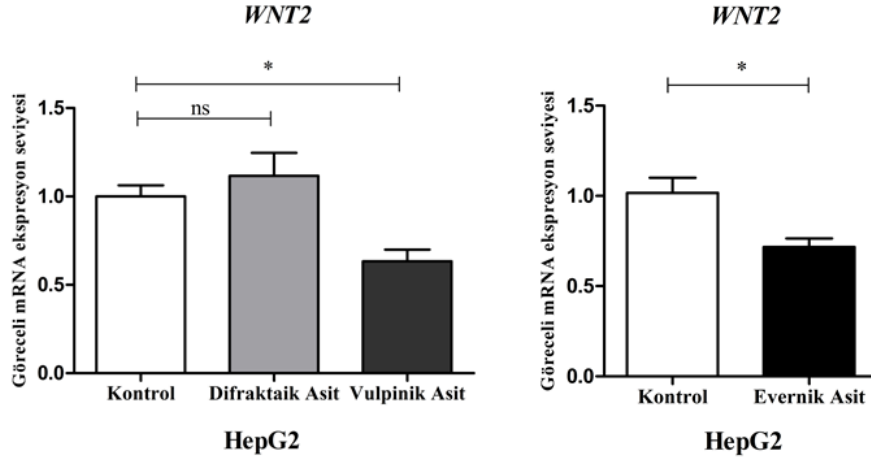 WNT2
*
ns
Göreceli mRNA ekspresyon seviyesi
1.5
1.0
0.5
0.0
Kontrol Difraktaik Asit Vulpinik Asit
HepG2
WNT2
*
Göreceli mRNA ekspresyon seviyesi
1.5
1.0
0.5
0.0
Kontrol Evernik Asit
HepG2